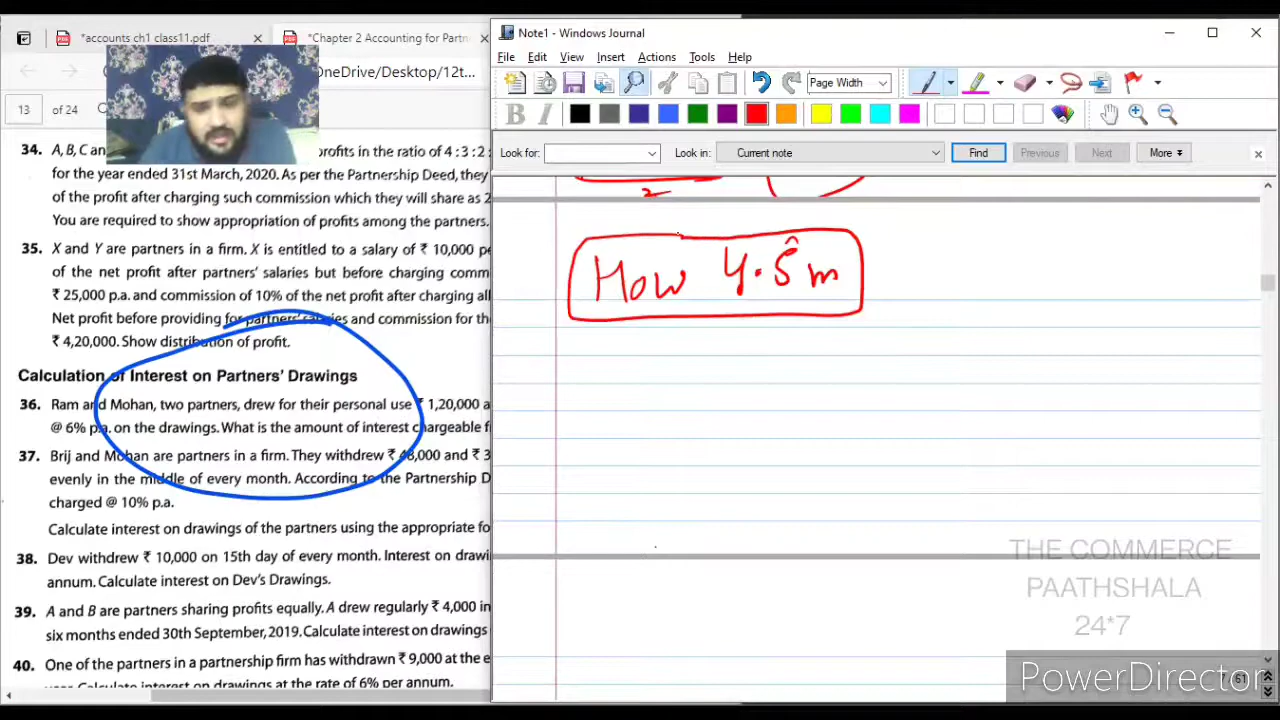 *accounts ch1 class11.pdf
*Chapter 2 Accounting for Partn
OneDrive/Desktop/12t...
13 of 24
34. A, B, C an profits in the ratio of 4 : 3 : 2 :
for the year ended 31st March, 2020. As per the Partnership Deed, they
of the profit after charging such commission which they will share as 2
You are required to show appropriation of profits among the partners.
35. X and Y are partners in a firm. X is entitled to a salary of ₹ 10,000 pe
of the net profit after partners' salaries but before charging comm
₹ 25,000 p.a. and commission of 10% of the net profit after charging all
Net profit before providing for partners' salaries and commission for the
₹ 4,20,000. Show distribution of profit.
Calculation of Interest on Partners' Drawings
36. Ram and Mohan, two partners, drew for their personal use ₹ 1,20,000 a
@ 6% p.a. on the drawings. What is the amount of interest chargeable f
37. Brij and Mohan are partners in a firm. They withdrew ₹ 48,000 and ₹ 3
evenly in the middle of every month. According to the Partnership D
charged @ 10% p.a.
Calculate interest on drawings of the partners using the appropriate fo
38. Dev withdrew ₹ 10,000 on 15th day of every month. Interest on drawi
annum. Calculate interest on Dev's Drawings.
39. A and B are partners sharing profits equally. A drew regularly ₹ 4,000 in
six months ended 30th September, 2019. Calculate interest on drawings
40. One of the partners in a partnership firm has withdrawn ₹ 9,000 at the e
year. Calculate interest on drawings at the rate of 6% per annum.
Note1 - Windows Journal
File Edit View Insert Actions Tools Help
Page Width
B I
Look for: Look in: Current note Find Previous Next More
2
How 4.5 m
THE COMMERCE
PAATHSHALA
24*7
PowerDirector